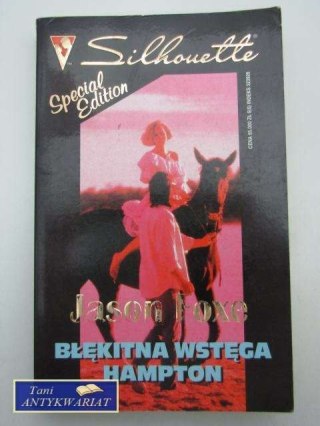 Silhouette®
Special
Edition
Jason Foxe
BŁĘKITNA WSTĘGA
HAMPTON
Tani
ANTYKWARIAT